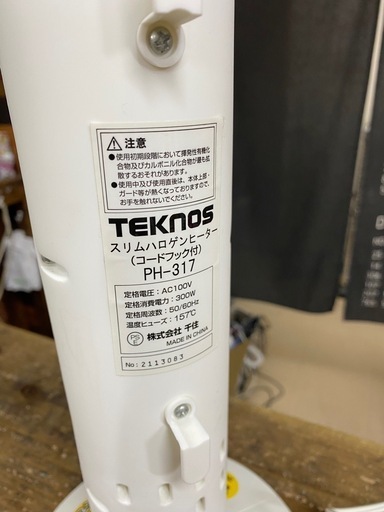 ⚠注意
●使用初期段階において揮発性有機化
合物及びカルボニル化合物が最も拡
散するおそれがあります。
●使用中及び使用直後は、本体上部・
ガード等が熱くなっておりますので、
お手を触れないでください。
TEKNOS
スリムハロゲンヒーター
(コードフック付)
PH-317
定格電圧:AC100V
定格消費電力:300W
定格周波数:50/60Hz
温度ヒューズ:157℃
PSE 株式会社 千住
MADE IN CHINA
No:2113083